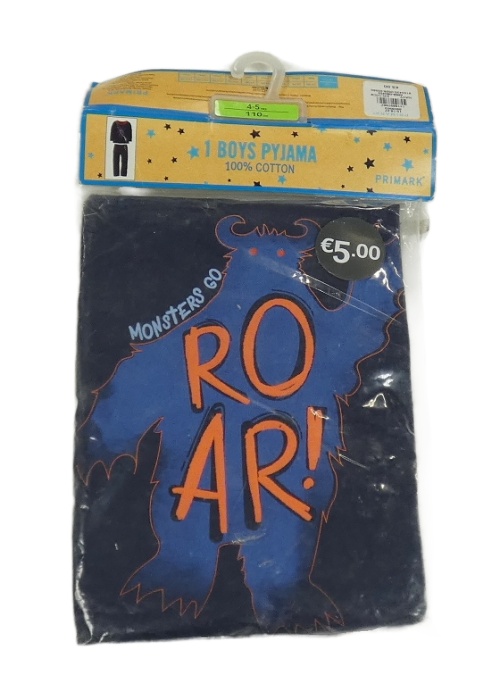 4-5
110
1 BOYS PYJAMA
100% COTTON
PRIMARK
€5.00
MONSTERS GO
RO
AR!